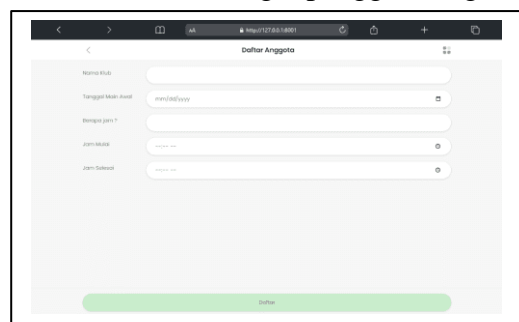 AA http://127.0.0.1:8001
Daftar Anggota
Nama Klub
Tanggal Main Awal mm/dd/yyyy
Berapa jam ?
Jam Mulai --:-- --
Jam Selesai --:-- --
Daftar